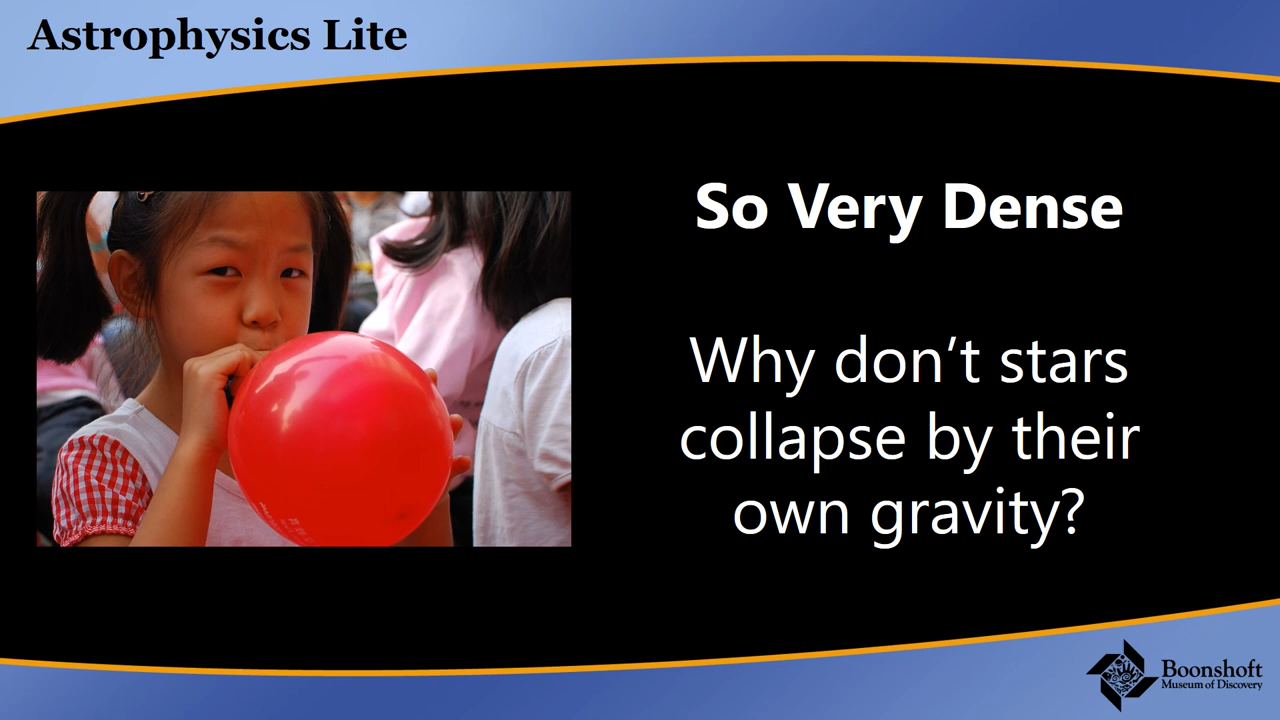 Astrophysics Lite
So Very Dense
Why don’t stars
collapse by their
own gravity?
Boonshoft
Museum of Discovery